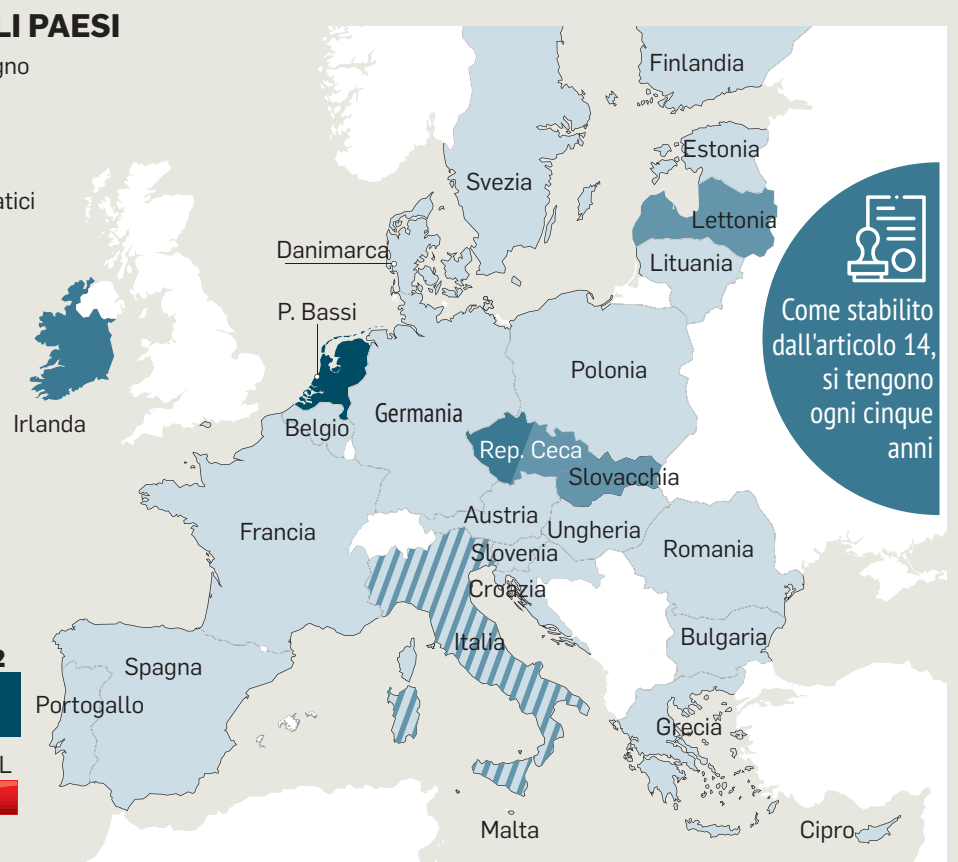 LI PAESI
gno
atici
Finlandia
Estonia
Svezia
Lettonia
Danimarca
Lituania
P. Bassi
Come stabilito
dall'articolo 14,
si tengono
ogni cinque
anni
Polonia
Irlanda
Germania
Belgio
Rep. Ceca
Slovacchia
Austria
Francia
Ungheria
Slovenia
Romania
Croazia
Italia
Bulgaria
2
Spagna
Portogallo
Grecia
L
Malta
Cipro